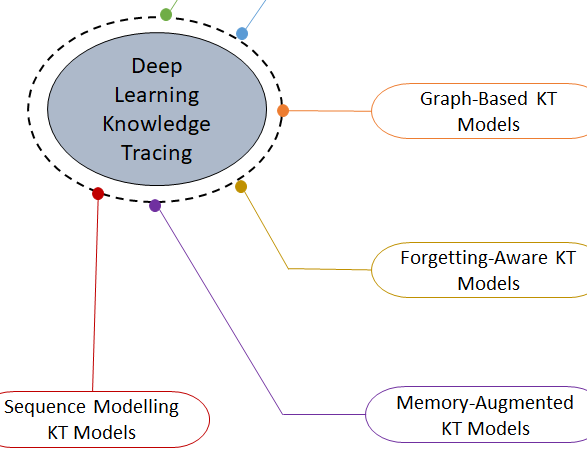 Deep
Learning
Knowledge
Tracing
Graph-Based KT
Models
Forgetting-Aware KT
Models
Memory-Augmented
KT Models
Sequence Modelling
KT Models